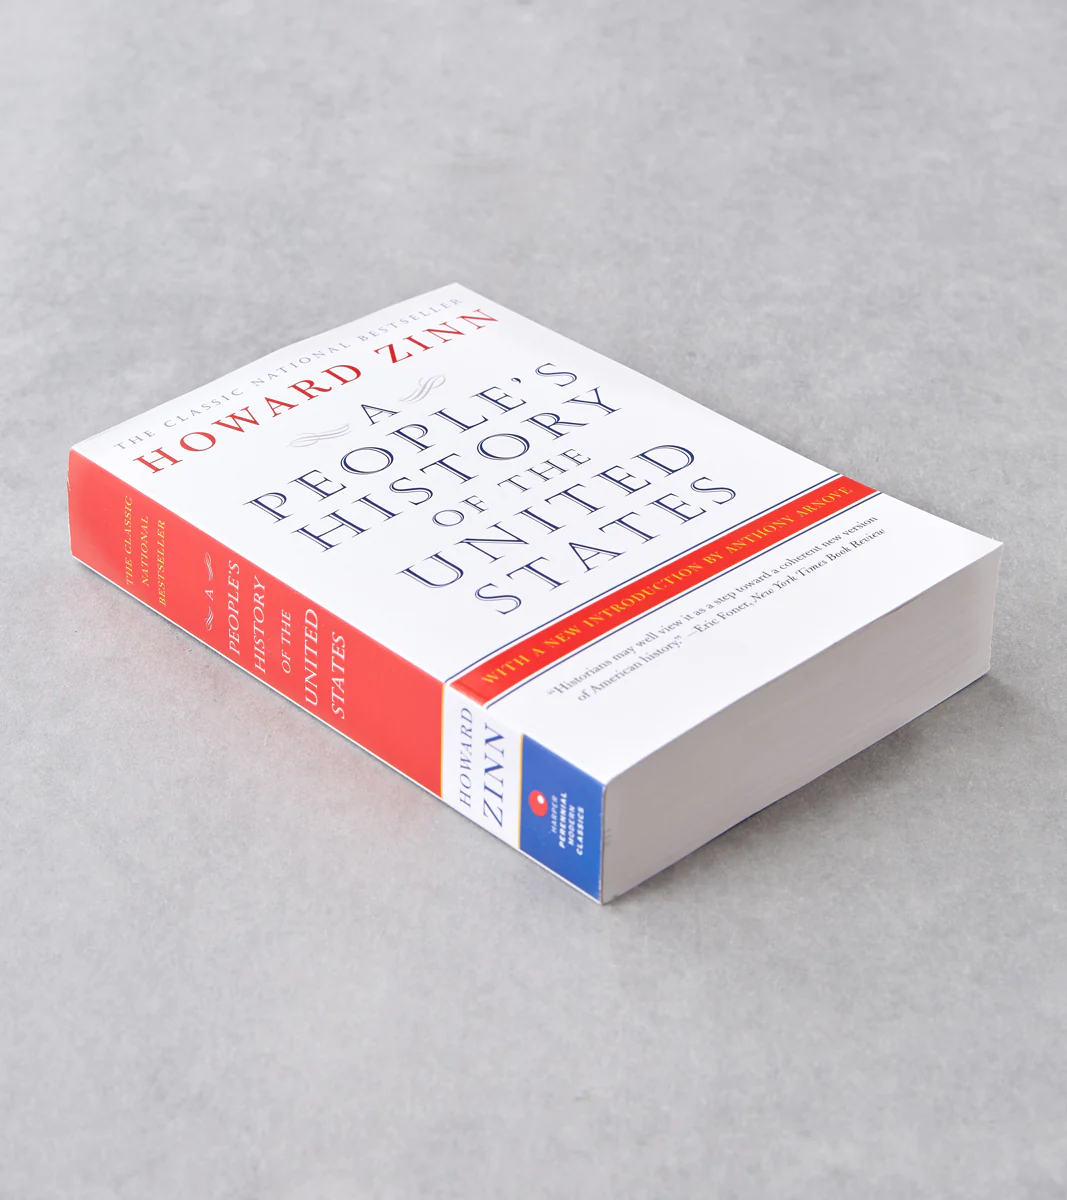 THE CLASSIC NATIONAL BESTSELLER
HOWARD ZINN
A
PEOPLE'S
HISTORY
OF THE
UNITED
STATES
WITH A NEW INTRODUCTION BY ANTHONY ARNOVE
“Historians may well view it as a step toward a coherent new version
of American history.” —Eric Foner, New York Times Book Review
THE CLASSIC
NATIONAL
BESTSELLER
A
PEOPLE'S
HISTORY
OF THE
UNITED
STATES
HOWARD
ZINN
HARPER
PERENNIAL
MODERN
CLASSICS